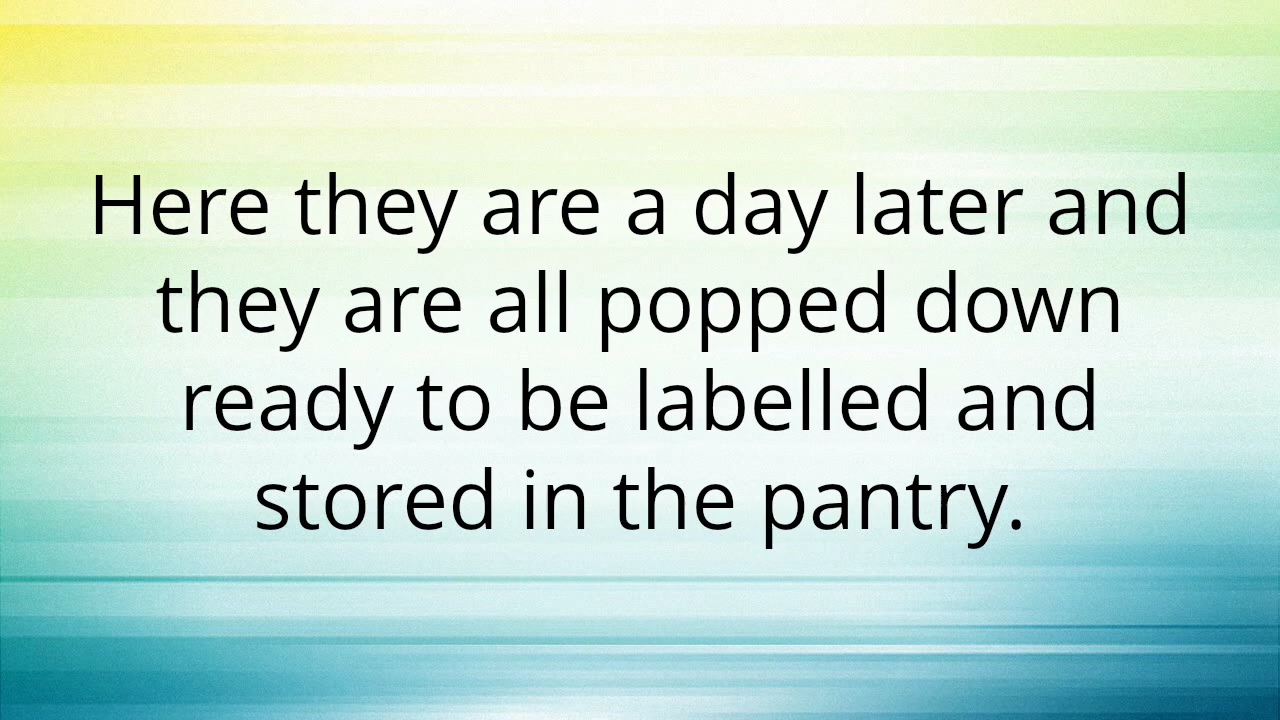 Here they are a day later and
they are all popped down
ready to be labelled and
stored in the pantry.